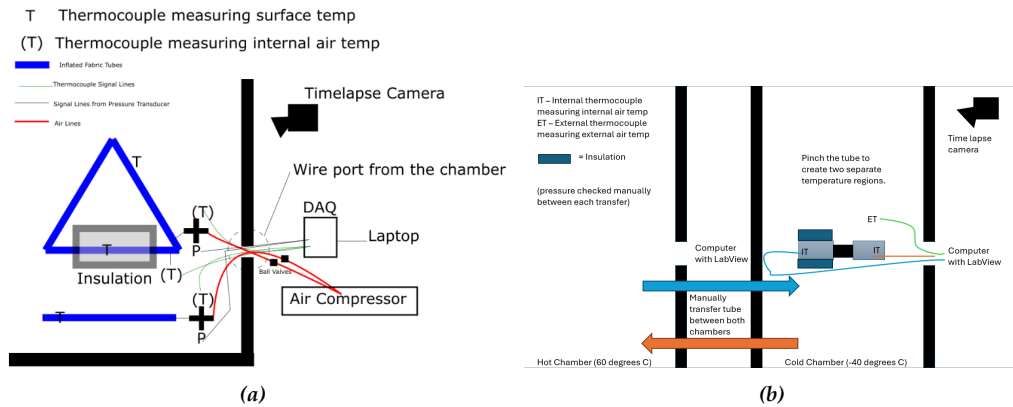 T Thermocouple measuring surface temp
(T) Thermocouple measuring internal air temp
Inflated Fabric Tubes
Thermocouple Signal Lines
Signal Lines from Pressure Transducer
Air Lines
Timelapse Camera
Wire port from the chamber
T
(T)
DAQ
Laptop
P
T
Insulation
(T)
Ball Valves
Air Compressor
(T)
T
P
(a)
IT – Internal thermocouple
measuring internal air temp
ET – External thermocouple
measuring external air temp
= Insulation
(pressure checked manually
between each transfer)
Time lapse
camera
Pinch the tube to
create two separate
temperature regions.
ET
IT
IT
Computer
with LabView
Computer
with LabView
Manually
transfer tube
between both
chambers
Hot Chamber (60 degrees C)
Cold Chamber (-40 degrees C)
(b)